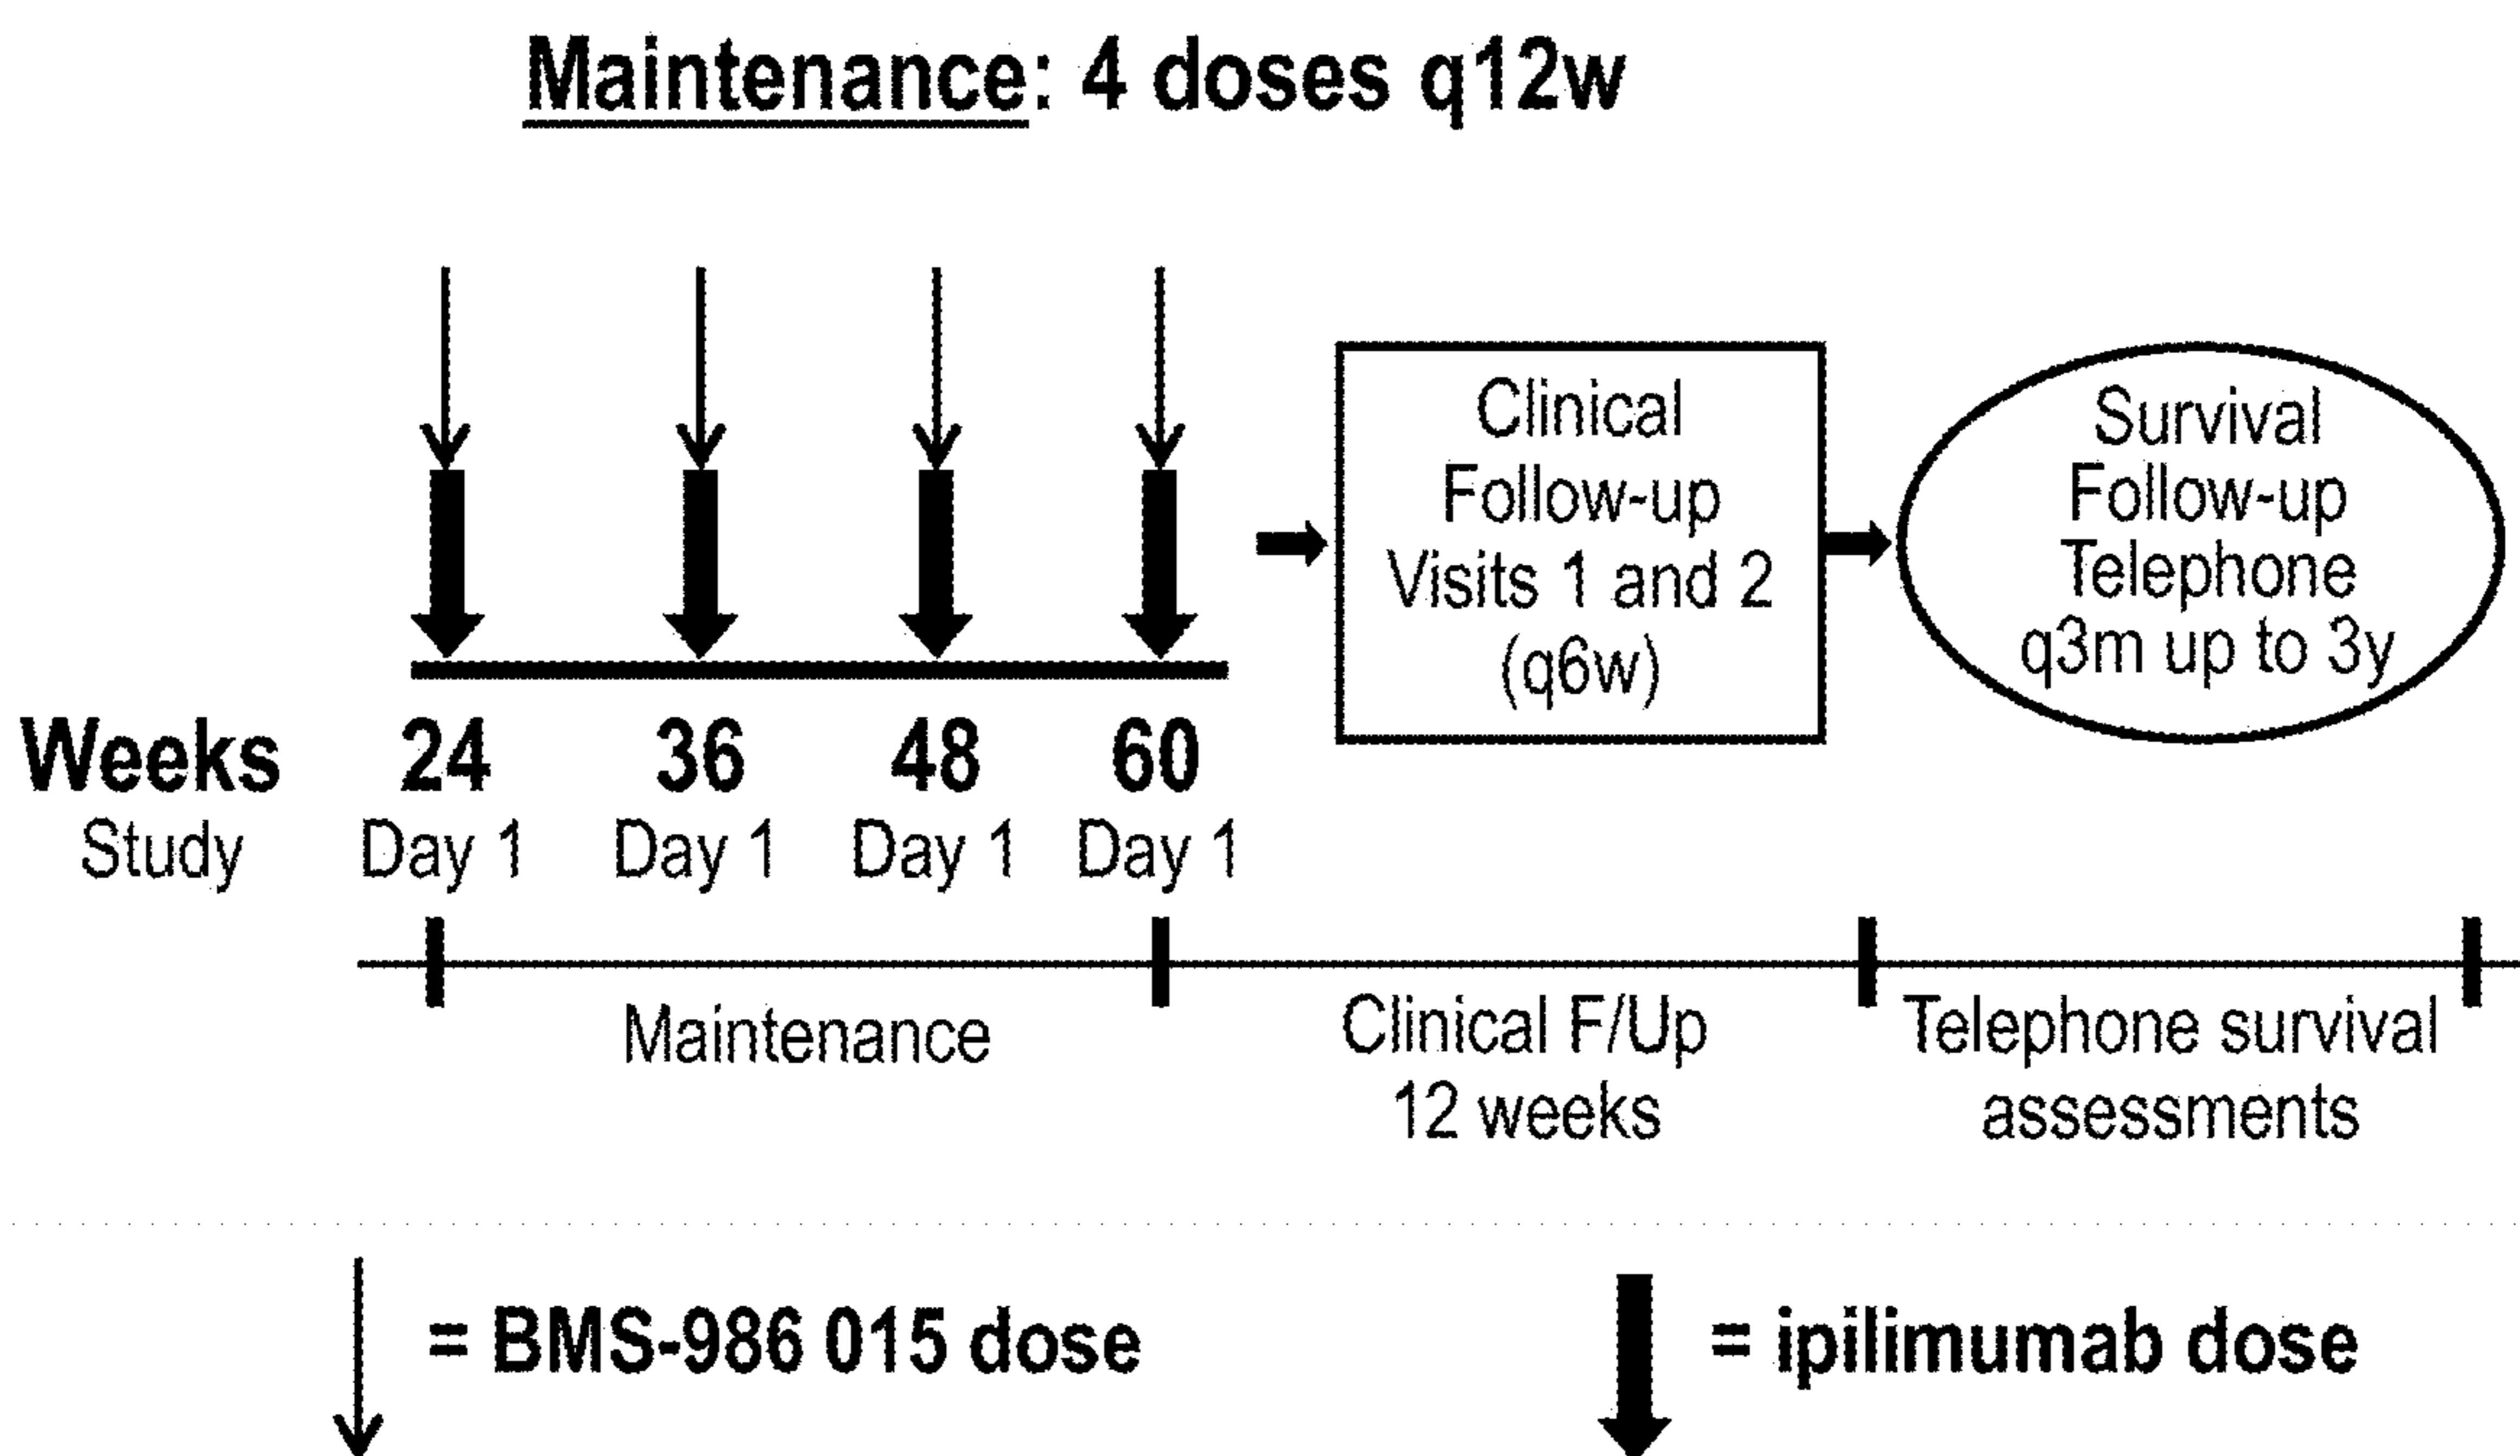 Maintenance: 4 doses q12w
Clinical
Follow-up
Visits 1 and 2
(q6w)
Survival
Follow-up
Telephone
q3m up to 3y
Weeks 24 36 48 60
Study Day 1 Day 1 Day 1 Day 1
Maintenance
Clinical F/Up
12 weeks
Telephone survival
assessments
= BMS-986 015 dose
= ipilimumab dose